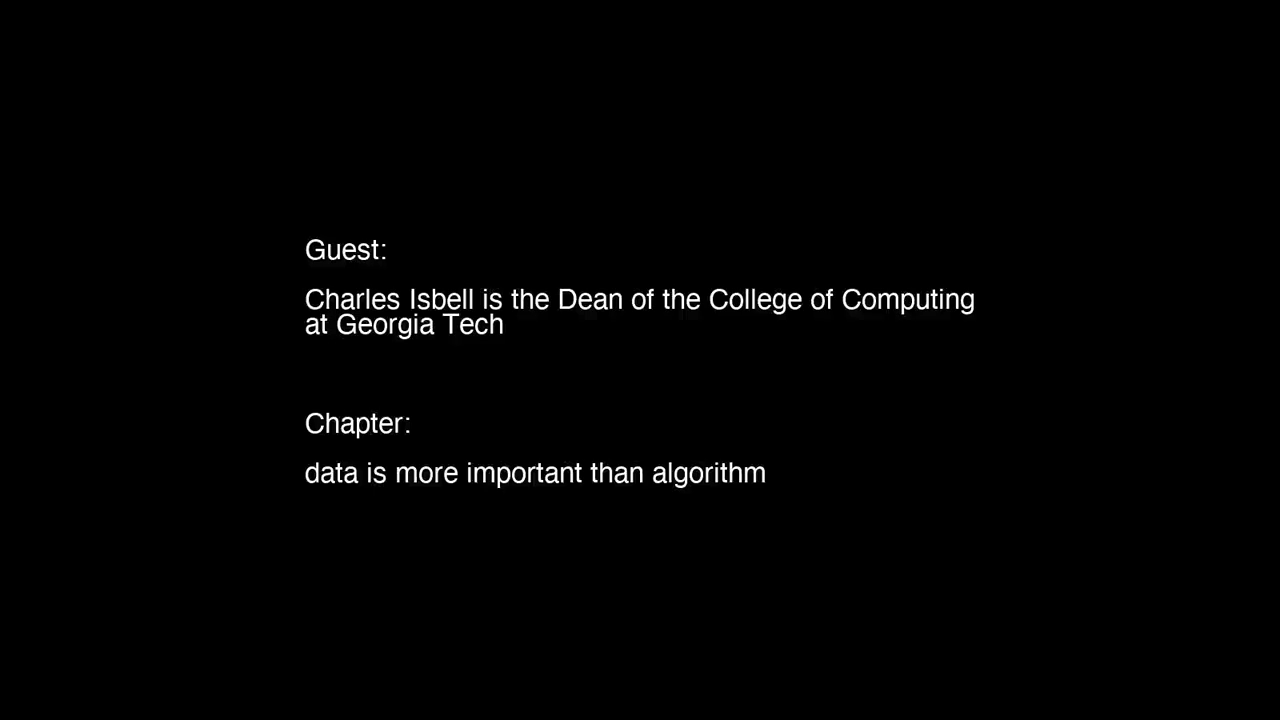 Guest:
Charles Isbell is the Dean of the College of Computing
at Georgia Tech
Chapter:
data is more important than algorithm